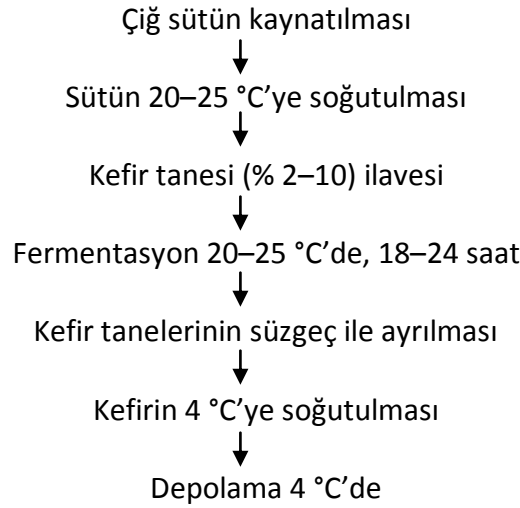 Çiğ sütün kaynatılması
Sütün 20–25 °C’ye soğutulması
Kefir tanesi (% 2–10) ilavesi
Fermentasyon 20–25 °C’de, 18–24 saat
Kefir tanelerinin süzgeç ile ayrılması
Kefirin 4 °C’ye soğutulması
Depolama 4 °C’de